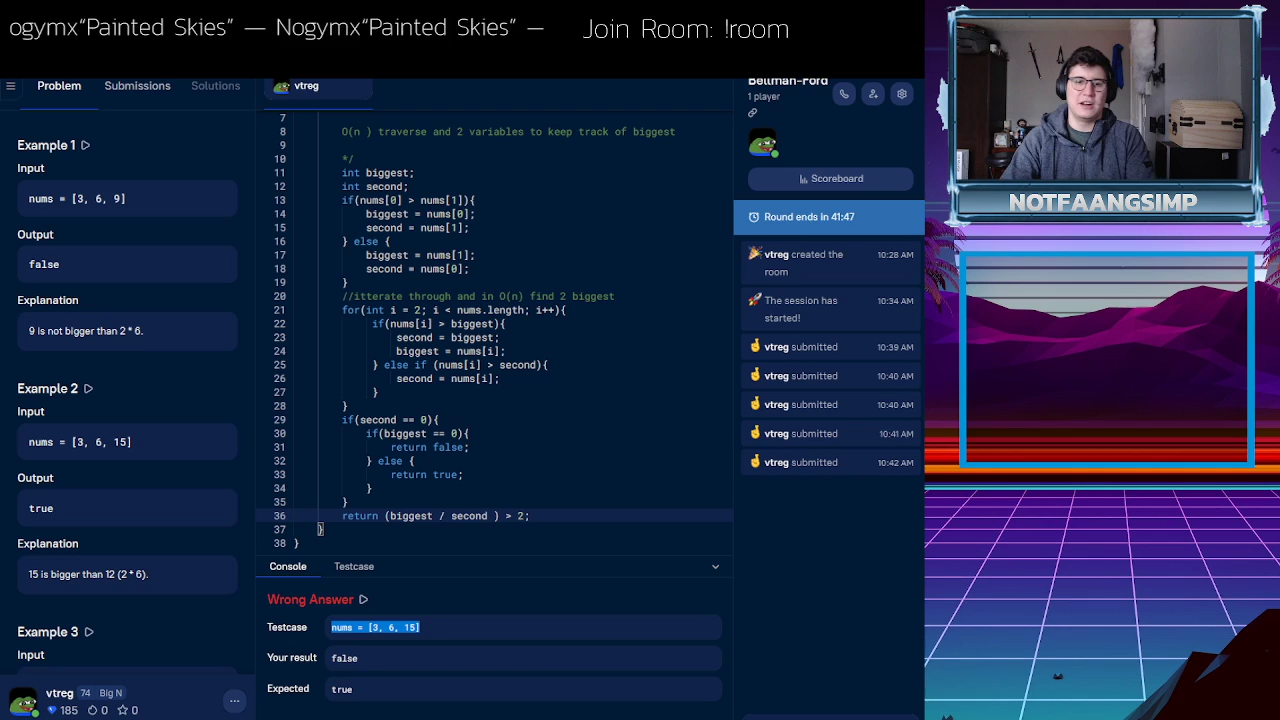 ogymx“Painted Skies” — Nogymx“Painted Skies” —
Join Room: !room
Problem
Submissions
Solutions
Example 1
Input
nums = [3, 6, 9]
Output
false
Explanation
9 is not bigger than 2 * 6.
Example 2
Input
nums = [3, 6, 15]
Output
true
Explanation
15 is bigger than 12 (2 * 6).
Example 3
Input
vtreg 74 Big N
185 0 0
vtreg
7
8 O(n ) traverse and 2 variables to keep track of biggest
9
10 */
11 int biggest;
12 int second;
13 if(nums[0] > nums[1]){
14 biggest = nums[0];
15 second = nums[1];
16 } else {
17 biggest = nums[1];
18 second = nums[0];
19 }
20 //itterate through and in O(n) find 2 biggest
21 for(int i = 2; i < nums.length; i++){
22 if(nums[i] > biggest){
23 second = biggest;
24 biggest = nums[i];
25 } else if (nums[i] > second){
26 second = nums[i];
27 }
28 }
29 if(second == 0){
30 if(biggest == 0){
31 return false;
32 } else {
33 return true;
34 }
35 }
36 return (biggest / second ) > 2;
37 }
38 }
Console
Testcase
Wrong Answer
Testcase
nums = [3, 6, 15]
Your result
false
Expected
true
Bellman-Ford
1 player
Scoreboard
Round ends in 41:47
vtreg created the room 10:28 AM
The session has started! 10:34 AM
vtreg submitted 10:39 AM
vtreg submitted 10:40 AM
vtreg submitted 10:40 AM
vtreg submitted 10:41 AM
vtreg submitted 10:42 AM
NOTFAANGSIMP